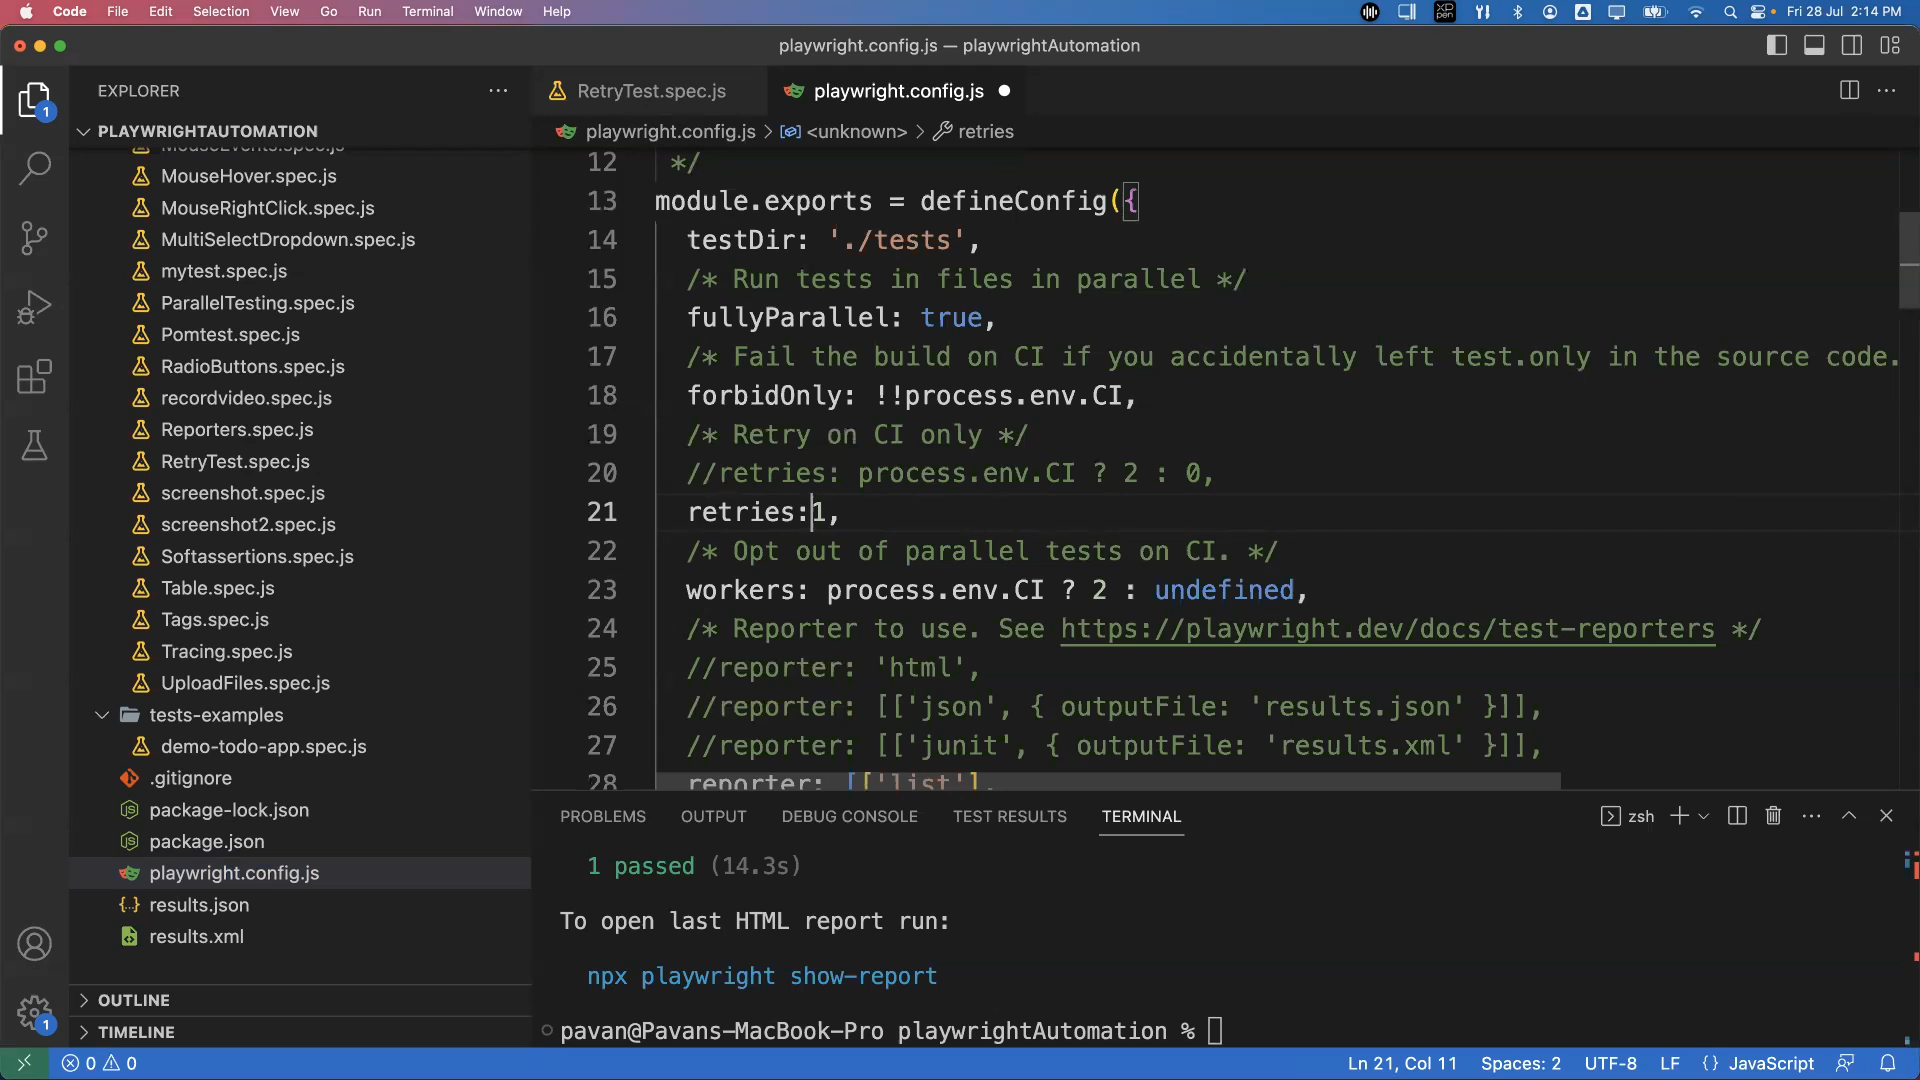 Code File Edit Selection View Go Run Terminal Window Help
XP PEN
Fri 28 Jul 2:14 PM
playwright.config.js — playwrightAutomation
EXPLORER
1
PLAYWRIGHTAUTOMATION
MouseEvents.spec.js
MouseHover.spec.js
MouseRightClick.spec.js
MultiSelectDropdown.spec.js
mytest.spec.js
ParallelTesting.spec.js
Pomtest.spec.js
RadioButtons.spec.js
recordvideo.spec.js
Reporters.spec.js
RetryTest.spec.js
screenshot.spec.js
screenshot2.spec.js
Softassertions.spec.js
Table.spec.js
Tags.spec.js
Tracing.spec.js
UploadFiles.spec.js
tests-examples
demo-todo-app.spec.js
.gitignore
package-lock.json
package.json
playwright.config.js
results.json
results.xml
OUTLINE
TIMELINE
1
RetryTest.spec.js
playwright.config.js
playwright.config.js > <unknown> > retries
12 */
13 module.exports = defineConfig({
14 testDir: './tests',
15 /* Run tests in files in parallel */
16 fullyParallel: true,
17 /* Fail the build on CI if you accidentally left test.only in the source code.
18 forbidOnly: !!process.env.CI,
19 /* Retry on CI only */
20 //retries: process.env.CI ? 2 : 0,
21 retries:1,
22 /* Opt out of parallel tests on CI. */
23 workers: process.env.CI ? 2 : undefined,
24 /* Reporter to use. See https://playwright.dev/docs/test-reporters */
25 //reporter: 'html',
26 //reporter: [['json', { outputFile: 'results.json' }]],
27 //reporter: [['junit', { outputFile: 'results.xml' }]],
28 reporter: [['list'],
PROBLEMS OUTPUT DEBUG CONSOLE TEST RESULTS TERMINAL
zsh
1 passed (14.3s)
To open last HTML report run:
npx playwright show-report
pavan@Pavans-MacBook-Pro playwrightAutomation %
0 0
Ln 21, Col 11 Spaces: 2 UTF-8 LF {} JavaScript